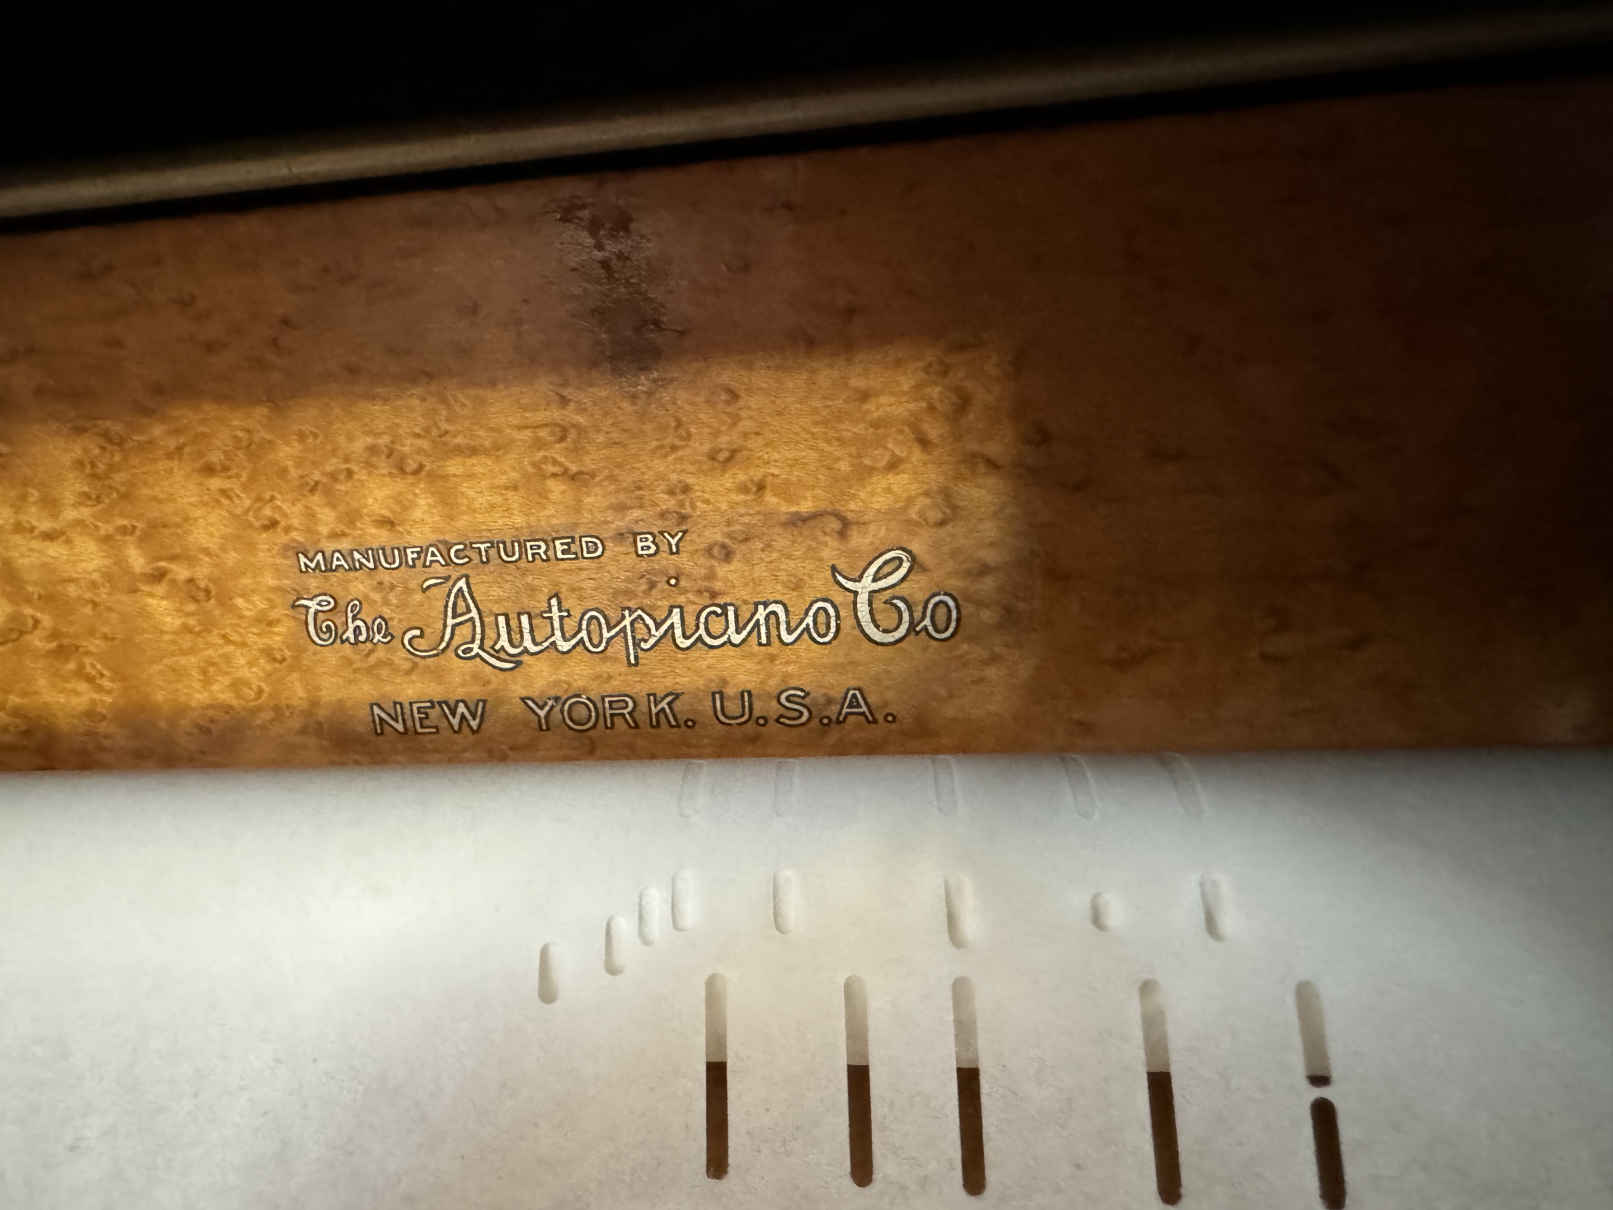 MANUFACTURED BY
The Autopiano Co
NEW YORK. U.S.A.